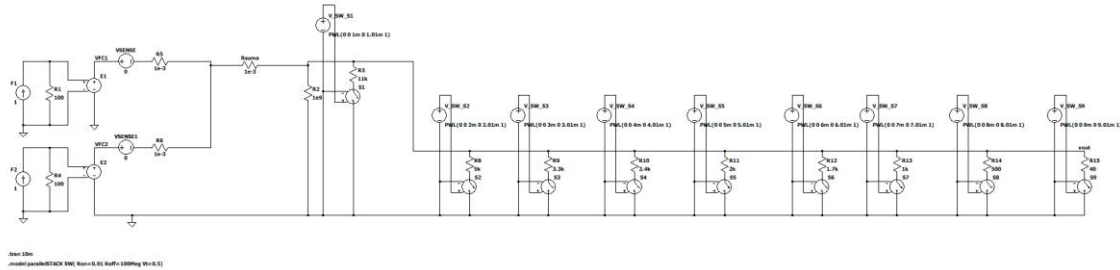 V_SW_S1
PWL(0 0 1m 0 1.01m 1)
VSENSE
VFC1
0
R5
1e-3
Rsuma
1e-3
F1
1
R1
100
E1
R2
1e9
R3
11k
S1
VSENSE1
VFC2
0
R6
1e-3
F2
1
R4
100
E2
V_SW_S2
PWL(0 0 2m 0 2.01m 1)
R8
5k
S2
V_SW_S3
PWL(0 0 3m 0 3.01m 1)
R9
3.3k
S3
V_SW_S4
PWL(0 0 4m 0 4.01m 1)
R10
2.4k
S4
V_SW_S5
PWL(0 0 5m 0 5.01m 1)
R11
2k
S5
V_SW_S6
PWL(0 0 6m 0 6.01m 1)
R12
1.7k
S6
V_SW_S7
PWL(0 0 7m 0 7.01m 1)
R13
1k
S7
V_SW_S8
PWL(0 0 8m 0 8.01m 1)
R14
500
S8
V_SW_S9
PWL(0 0 9m 0 9.01m 1)
vout
R15
40
S9
.tran 10m
.model parallelSTACK SW( Ron=0.01 Roff=100Meg Vt=0.5)